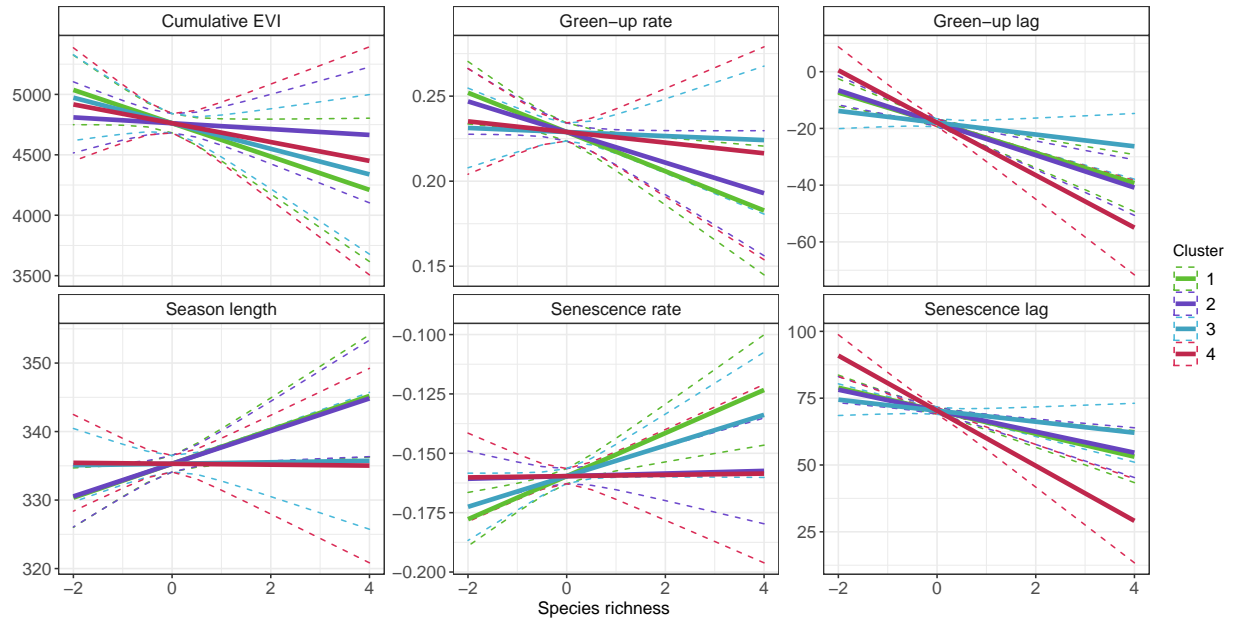 Cumulative EVI
Green−up rate
Green−up lag
5000
4500
4000
3500
0.25
0.20
0.15
0
−20
−40
−60
Season length
Senescence rate
Senescence lag
350
340
330
320
−0.100
−0.125
−0.150
−0.175
−0.200
100
75
50
25
−2 0 2 4
−2 0 2 4
−2 0 2 4
Species richness
Cluster
1
2
3
4